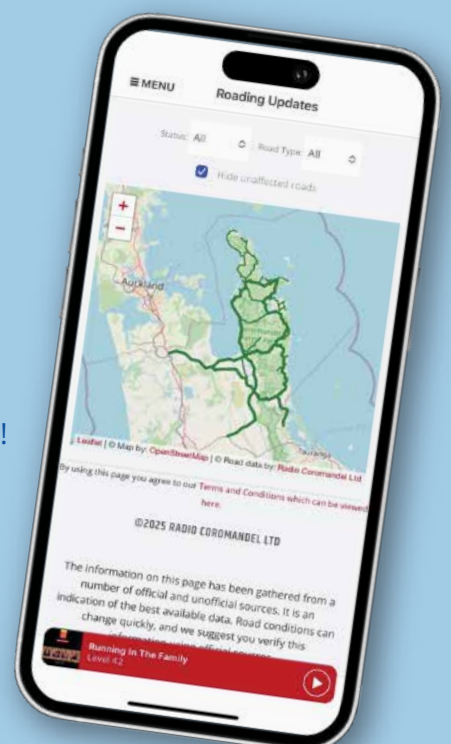 ≡ MENU
Roading Updates
Status: All
Road Type: All
Hide unaffected roads
+
−
Auckland
Tauranga
Leaflet | © Map by: OpenStreetMap | © Road data by: Radio Coromandel Ltd
By using this page you agree to our Terms and Conditions which can be viewed
here.
©2025 RADIO COROMANDEL LTD
The information on this page has been gathered from a
number of official and unofficial sources. It is an
indication of the best available data. Road conditions can
change quickly, and we suggest you verify this
Running In The Family
Level 42
!